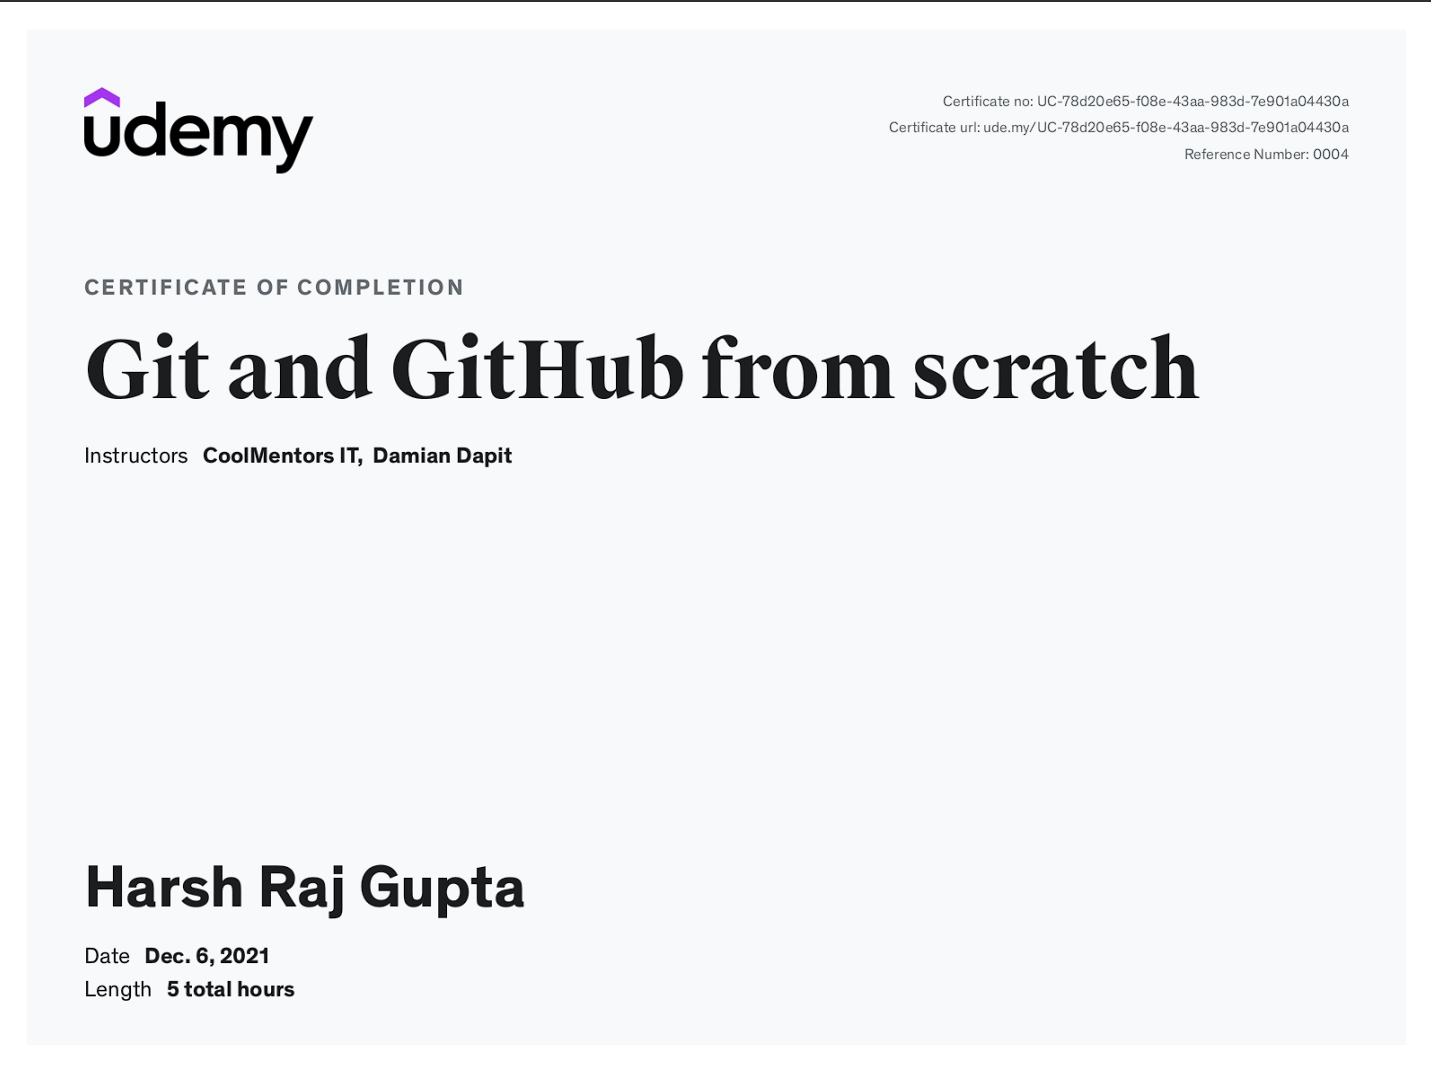 udemy
Certificate no: UC-78d20e65-f08e-43aa-983d-7e901a04430a
Certificate url: ude.my/UC-78d20e65-f08e-43aa-983d-7e901a04430a
Reference Number: 0004
CERTIFICATE OF COMPLETION
Git and GitHub from scratch
Instructors CoolMentors IT, Damian Dapit
Harsh Raj Gupta
Date Dec. 6, 2021
Length 5 total hours